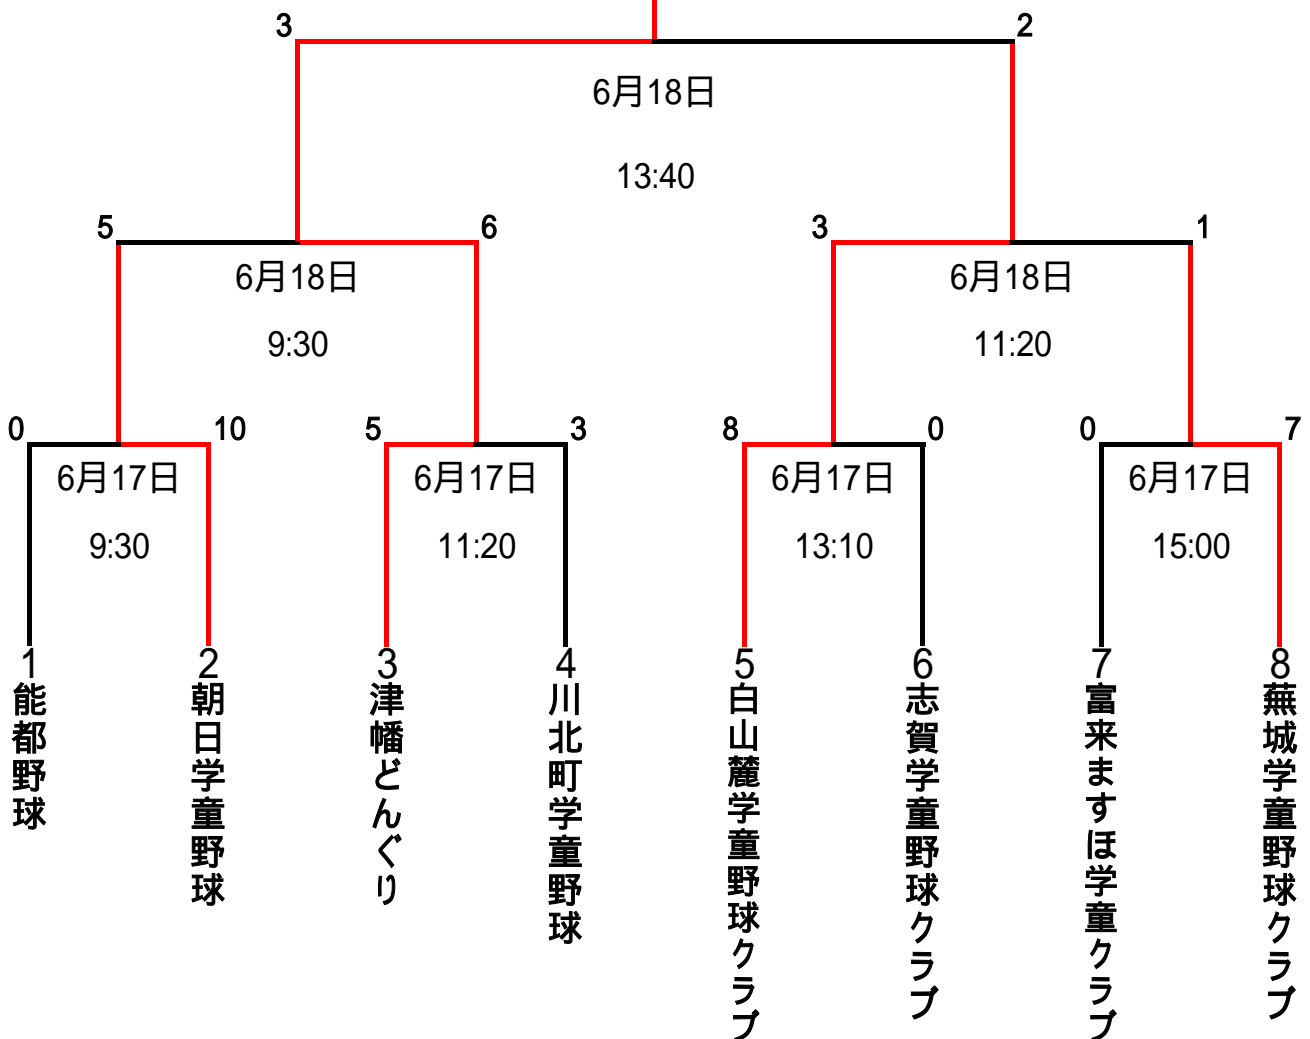 3
2
6月18日
13:40
5
6
3
1
6月18日
6月18日
9:30
11:20
0
10
5
3
8
0
0
7
6月17日
6月17日
6月17日
6月17日
9:30
11:20
13:10
15:00
1
2
3
4
5
6
7
8
能都野球
朝日学童野球
津幡どんぐり
川北町学童野球
白山麓学童野球クラブ
志賀学童野球クラブ
富来ますほ学童クラブ
蕪城学童野球クラブ